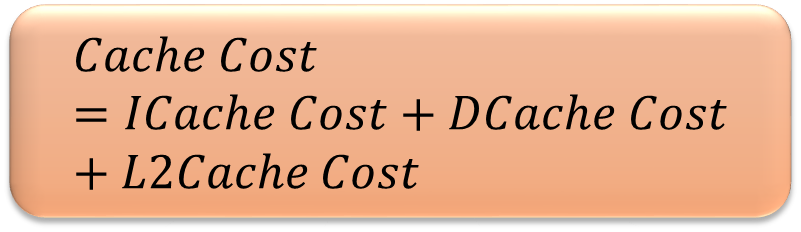 Cache Cost
= ICache Cost + DCache Cost
+ L2Cache Cost